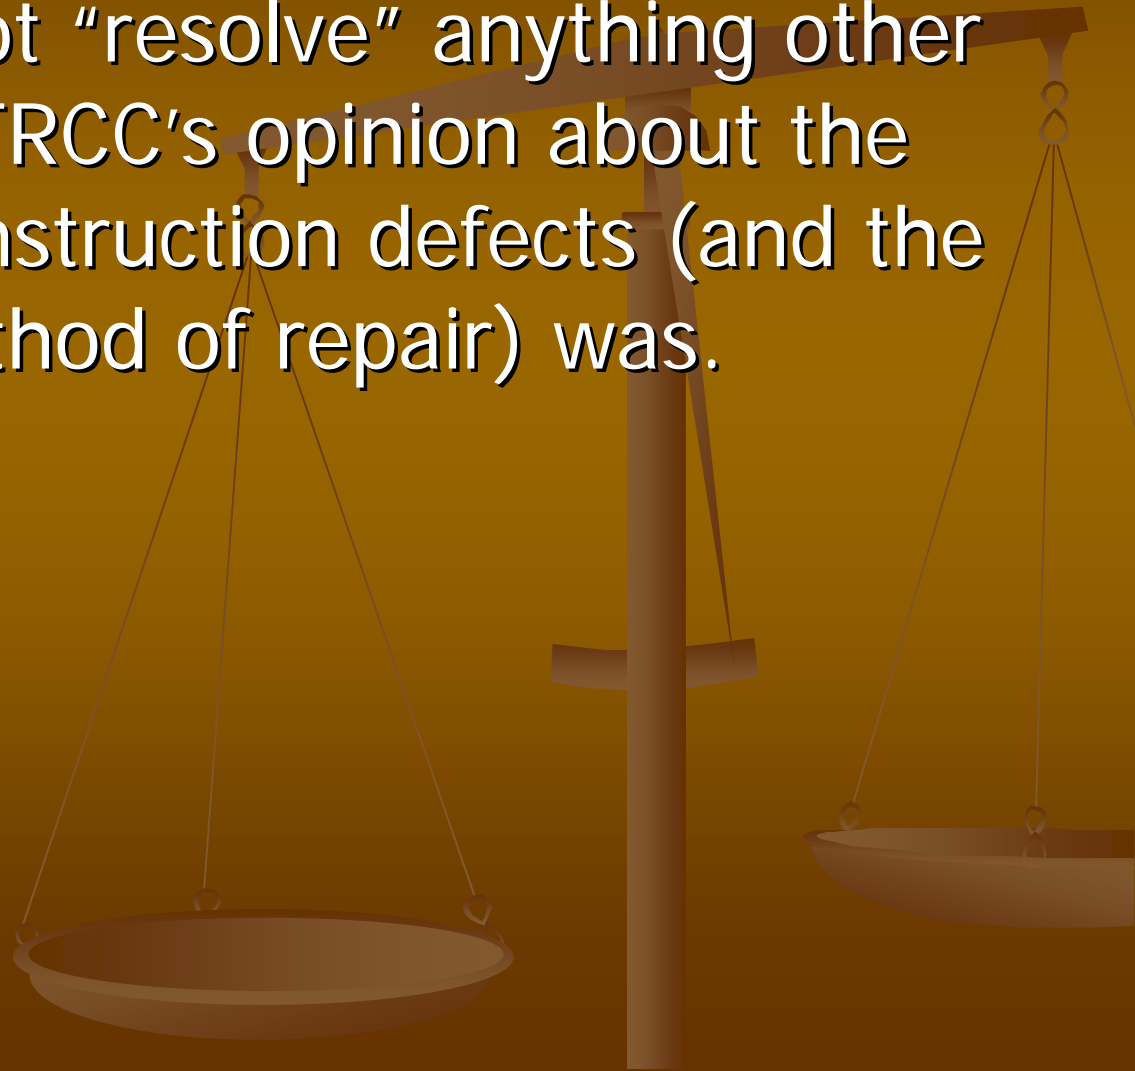 ot “resolve” anything other
TRCC’s opinion about the
nstruction defects (and the
thod of repair) was.